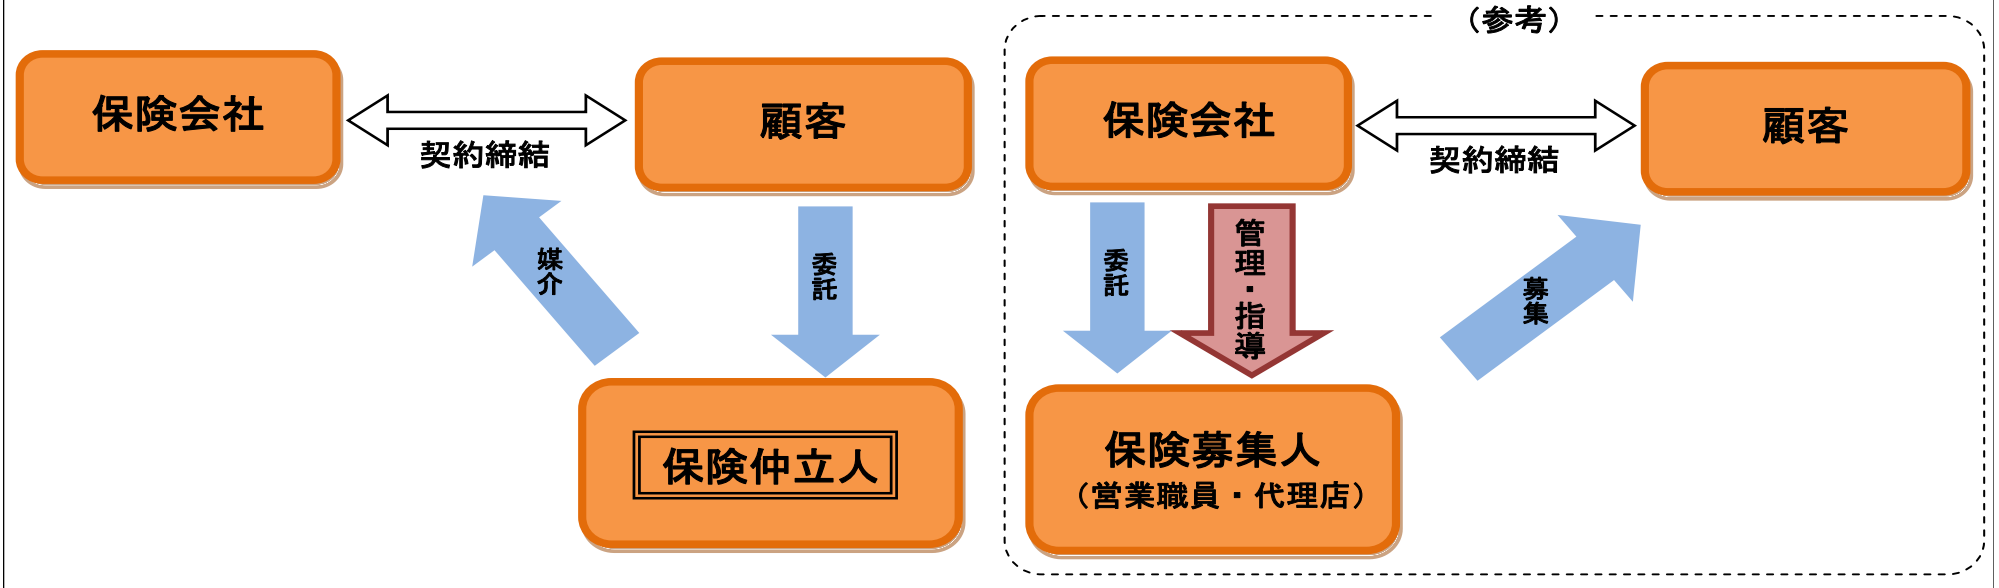 保険会社
顧客
契約締結
媒介
委託
保険仲立人
（参考）
保険会社
顧客
契約締結
委託
管理・指導
募集
保険募集人
（営業職員・代理店）